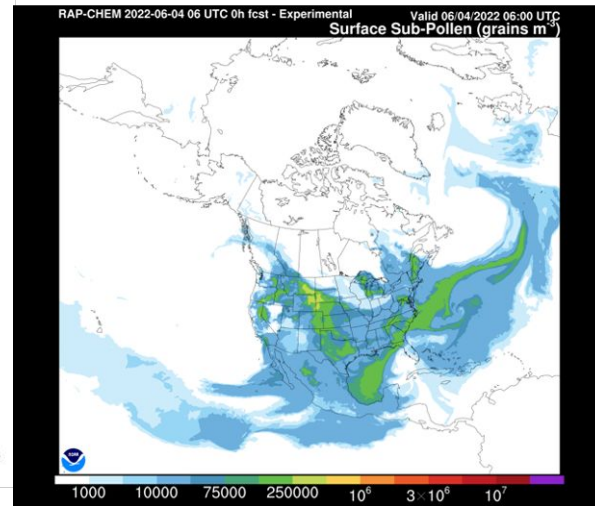 RAP-CHEM 2022-06-04 06 UTC 0h fcst - Experimental
Valid 06/04/2022 06:00 UTC
Surface Sub-Pollen (grains m⁻³)
NOAA
1000 10000 75000 250000 10⁶ 3×10⁶ 10⁷